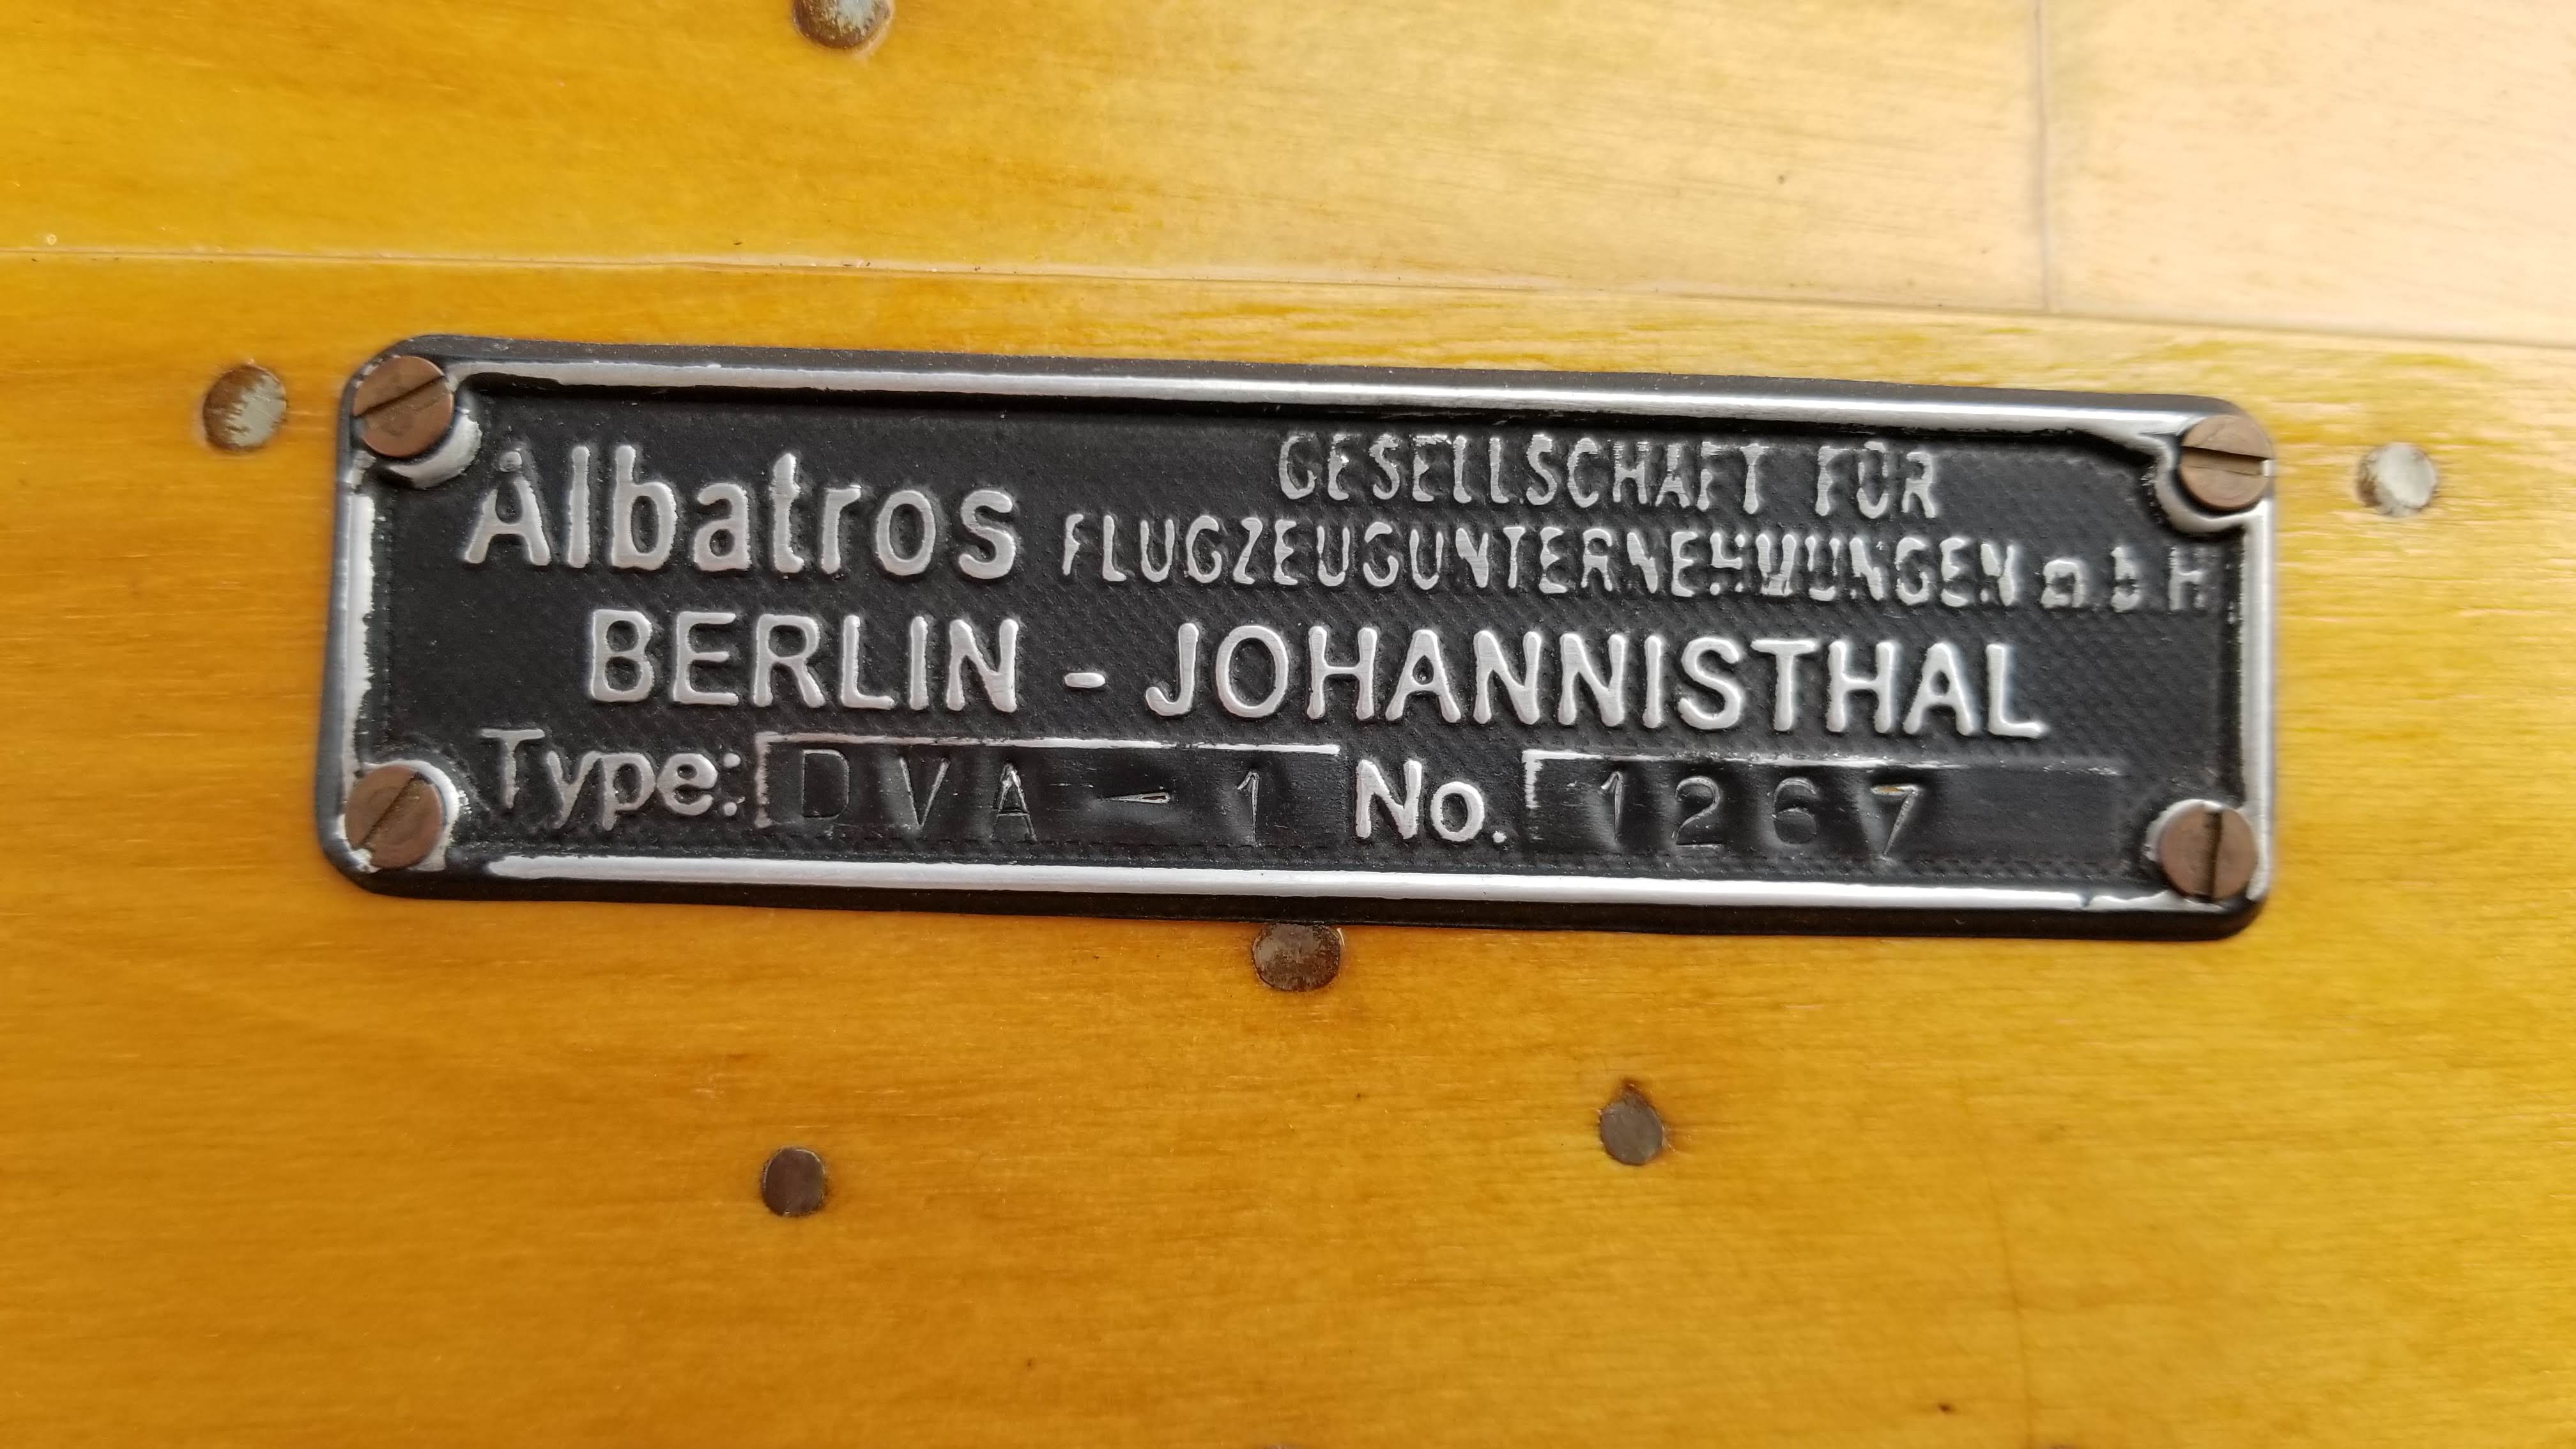 Albatros GESELLSCHAFT FÜR
FLUGZEUGUNTERNEHMUNGEN m b H
BERLIN - JOHANNISTHAL
Type: DVA - 1 No. 1267